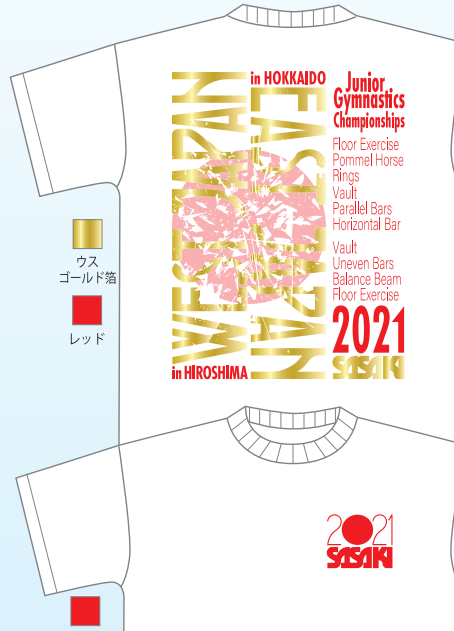 WEST JAPAN
in HIROSHIMA
in HOKKAIDO
EAST JAPAN
Junior
Gymnastics
Championships
Floor Exercise
Pommel Horse
Rings
Vault
Parallel Bars
Horizontal Bar
Vault
Uneven Bars
Balance Beam
Floor Exercise
2021
SASAKI
ウス
ゴールド箔
レッド
2021
SASAKI